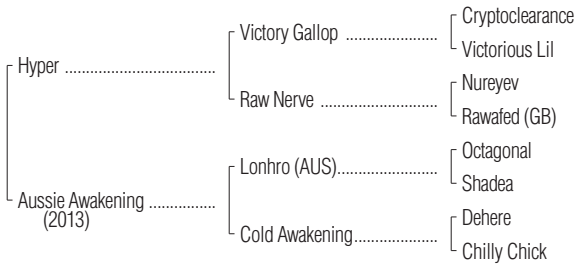 Cryptoclearance
Victory Gallop ......................
Victorious Lil
Hyper ....................................
Nureyev
Raw Nerve ............................
Rawafed (GB)
Octagonal
Lonhro (AUS)........................
Shadea
Aussie Awakening ................
(2013)
Dehere
Cold Awakening....................
Chilly Chick